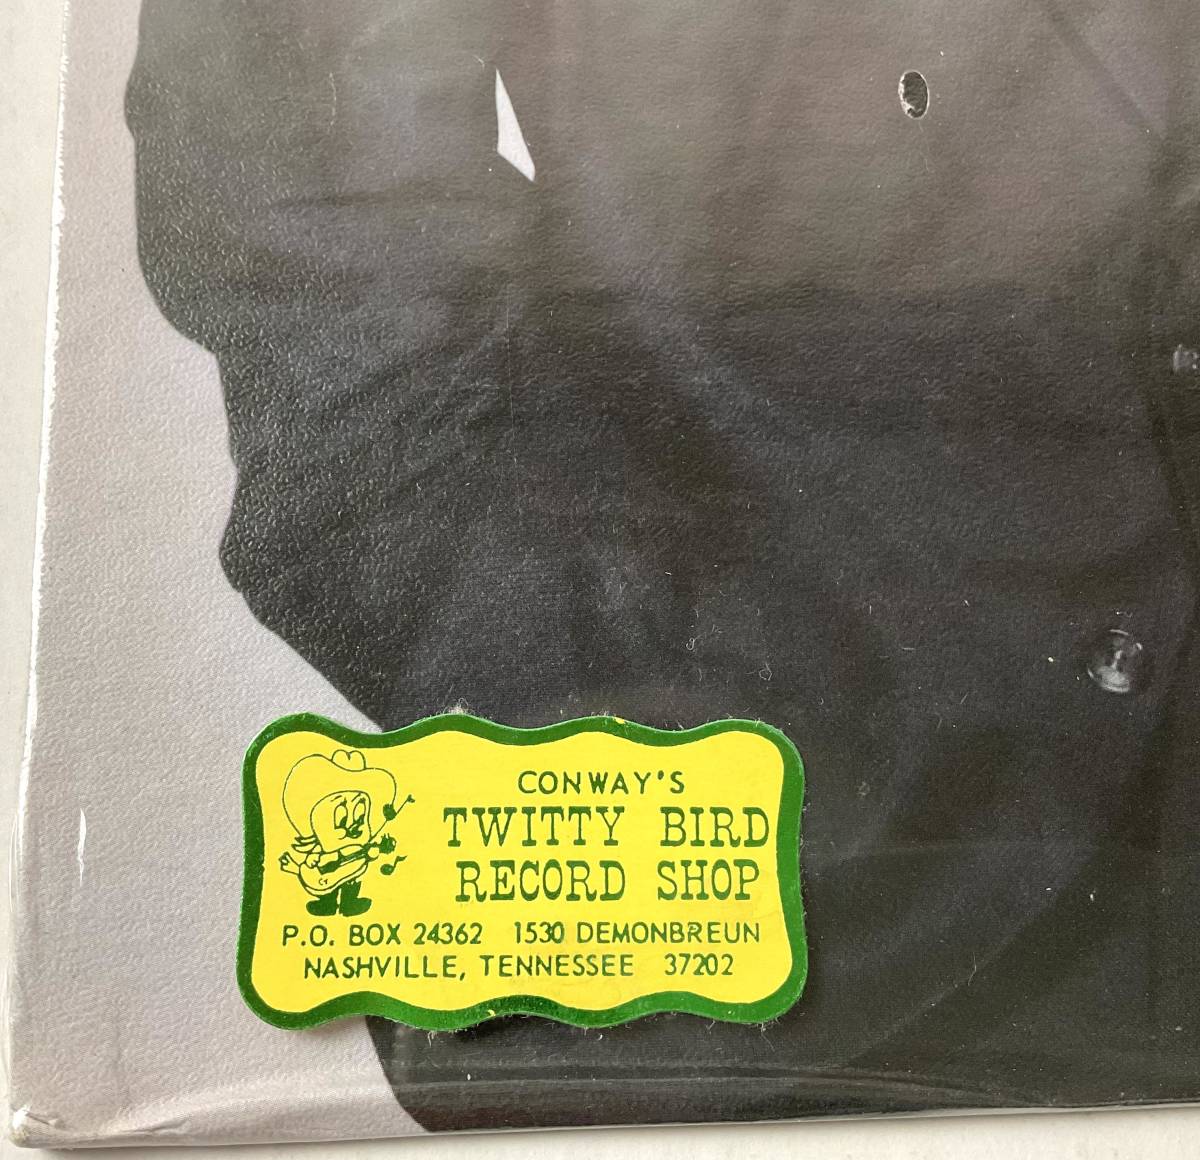 CONWAY'S
TWITTY BIRD
RECORD SHOP
P.O. BOX 24362 1530 DEMONBREUN
NASHVILLE, TENNESSEE 37202